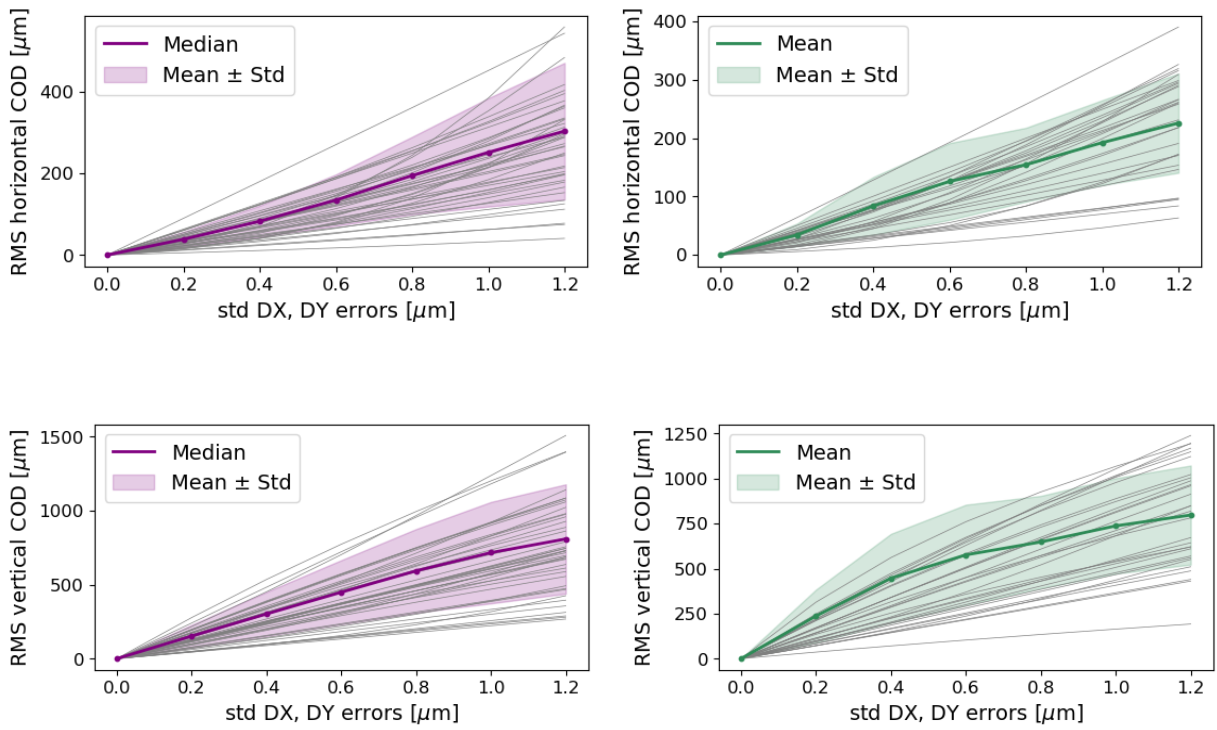 RMS horizontal COD [μm]
400
200
0
Median
Mean ± Std
0.0 0.2 0.4 0.6 0.8 1.0 1.2
std DX, DY errors [μm]
RMS horizontal COD [μm]
400
300
200
100
0
Mean
Mean ± Std
0.0 0.2 0.4 0.6 0.8 1.0 1.2
std DX, DY errors [μm]
RMS vertical COD [μm]
1500
1000
500
0
Median
Mean ± Std
0.0 0.2 0.4 0.6 0.8 1.0 1.2
std DX, DY errors [μm]
RMS vertical COD [μm]
1250
1000
750
500
250
0
Mean
Mean ± Std
0.0 0.2 0.4 0.6 0.8 1.0 1.2
std DX, DY errors [μm]